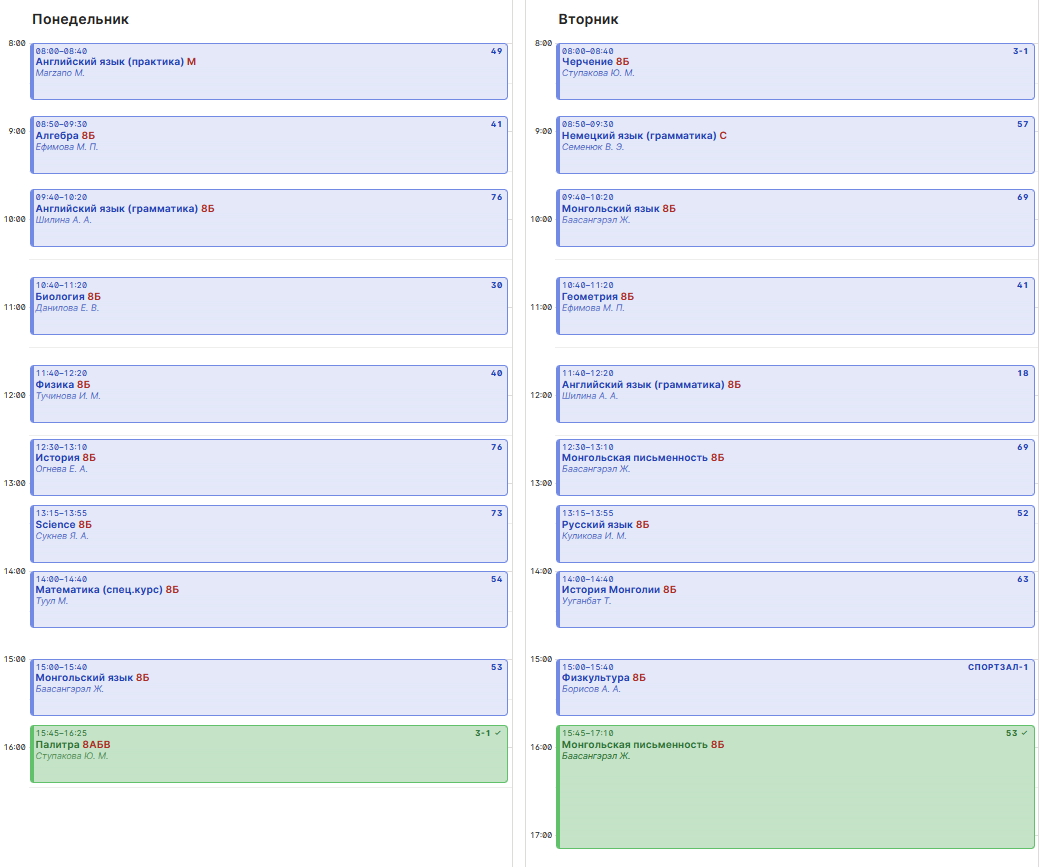 Понедельник
8:00
08:00–08:40 49
Английский язык (практика) М
Marzano M.
9:00
08:50–09:30 41
Алгебра 8Б
Ефимова М. П.
10:00
09:40–10:20 76
Английский язык (грамматика) 8Б
Шилина А. А.
11:00
10:40–11:20 30
Биология 8Б
Данилова Е. В.
12:00
11:40–12:20 40
Физика 8Б
Тучинова И. М.
12:30–13:10 76
История 8Б
Огнева Е. А.
13:00
13:15–13:55 73
Science 8Б
Сукнев Я. А.
14:00
14:00–14:40 54
Математика (спец.курс) 8Б
Туул М.
15:00
15:00–15:40 53
Монгольский язык 8Б
Баасангэрэл Ж.
16:00
15:45–16:25 3-1 ✓
Палитра 8АБВ
Ступакова Ю. М.
Вторник
8:00
08:00–08:40 3-1
Черчение 8Б
Ступакова Ю. М.
9:00
08:50–09:30 57
Немецкий язык (грамматика) С
Семенюк В. Э.
10:00
09:40–10:20 69
Монгольский язык 8Б
Баасангэрэл Ж.
11:00
10:40–11:20 41
Геометрия 8Б
Ефимова М. П.
12:00
11:40–12:20 18
Английский язык (грамматика) 8Б
Шилина А. А.
12:30–13:10 69
Монгольская письменность 8Б
Баасангэрэл Ж.
13:00
13:15–13:55 52
Русский язык 8Б
Куликова И. М.
14:00
14:00–14:40 63
История Монголии 8Б
Ууганбат Т.
15:00
15:00–15:40 СПОРТЗАЛ-1
Физкультура 8Б
Борисов А. А.
16:00
15:45–17:10 53 ✓
Монгольская письменность 8Б
Баасангэрэл Ж.
17:00